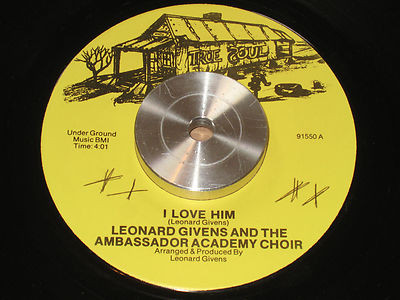 TRUE SOUL
Under Ground
Music BMI
Time: 4:01
91550 A
I LOVE HIM
(Leonard Givens)
LEONARD GIVENS AND THE
AMBASSADOR ACADEMY CHOIR
Arranged & Produced By
Leonard Givens